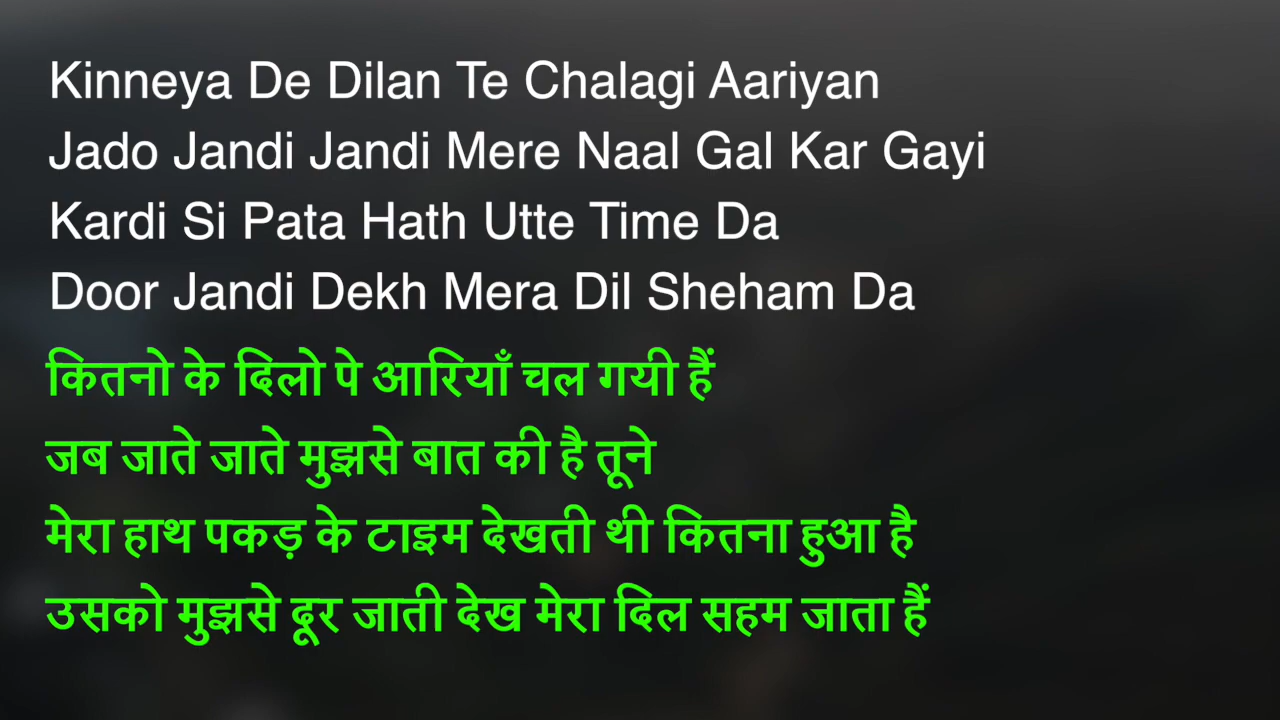 Kinneya De Dilan Te Chalagi Aariyan
Jado Jandi Jandi Mere Naal Gal Kar Gayi
Kardi Si Pata Hath Utte Time Da
Door Jandi Dekh Mera Dil Sheham Da
कितनो के दिलो पे आरियाँ चल गयी हैं
जब जाते जाते मुझसे बात की है तूने
मेरा हाथ पकड़ के टाइम देखती थी कितना हुआ है
उसको मुझसे दूर जाती देख मेरा दिल सहम जाता हैं